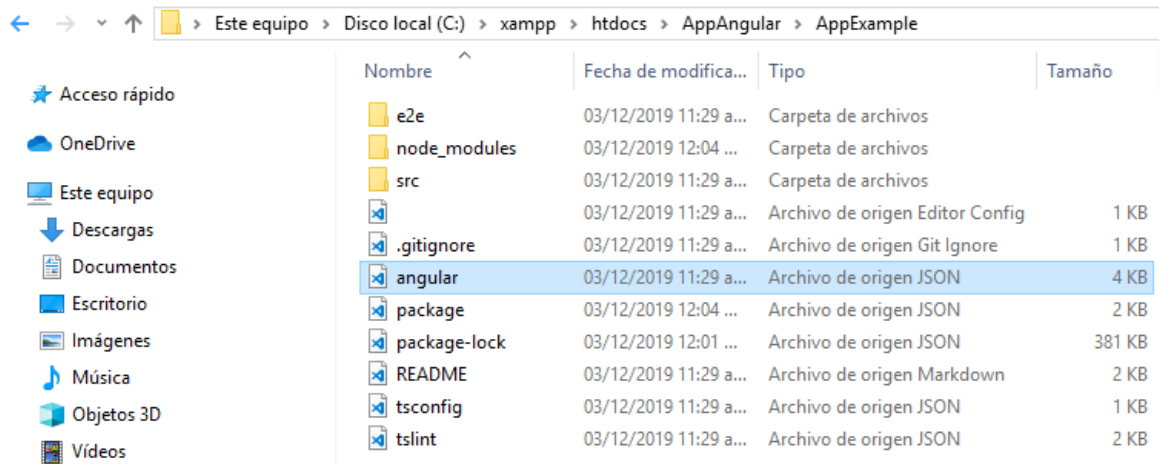 Este equipo > Disco local (C:) > xampp > htdocs > AppAngular > AppExample
Acceso rápido
OneDrive
Este equipo
Descargas
Documentos
Escritorio
Imágenes
Música
Objetos 3D
Vídeos
Nombre Fecha de modifica... Tipo Tamaño
e2e 03/12/2019 11:29 a... Carpeta de archivos
node_modules 03/12/2019 12:04 ... Carpeta de archivos
src 03/12/2019 11:29 a... Carpeta de archivos
03/12/2019 11:29 a... Archivo de origen Editor Config 1 KB
.gitignore 03/12/2019 11:29 a... Archivo de origen Git Ignore 1 KB
angular 03/12/2019 11:29 a... Archivo de origen JSON 4 KB
package 03/12/2019 12:04 ... Archivo de origen JSON 2 KB
package-lock 03/12/2019 12:01 ... Archivo de origen JSON 381 KB
README 03/12/2019 11:29 a... Archivo de origen Markdown 2 KB
tsconfig 03/12/2019 11:29 a... Archivo de origen JSON 1 KB
tslint 03/12/2019 11:29 a... Archivo de origen JSON 2 KB